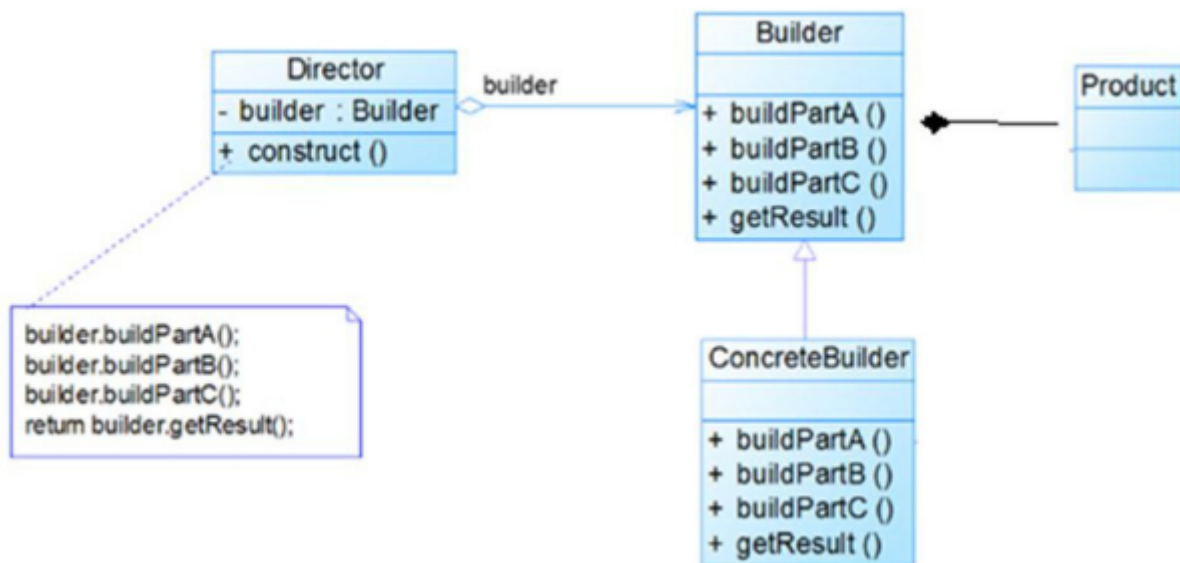 Director
- builder : Builder
+ construct ()
builder
Builder
+ buildPartA ()
+ buildPartB ()
+ buildPartC ()
+ getResult ()
Product
builder.buildPartA();
builder.buildPartB();
builder.buildPartC();
return builder.getResult();
ConcreteBuilder
+ buildPartA ()
+ buildPartB ()
+ buildPartC ()
+ getResult ()